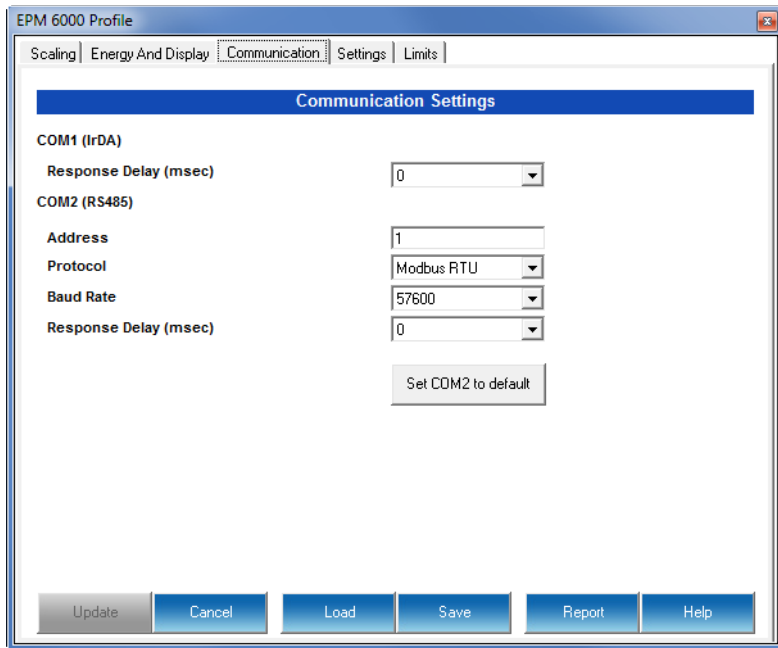 EPM 6000 Profile
Scaling Energy And Display Communication Settings Limits
Communication Settings
COM1 (IrDA)
Response Delay (msec) 0
COM2 (RS485)
Address 1
Protocol Modbus RTU
Baud Rate 57600
Response Delay (msec) 0
Set COM2 to default
Update Cancel Load Save Report Help